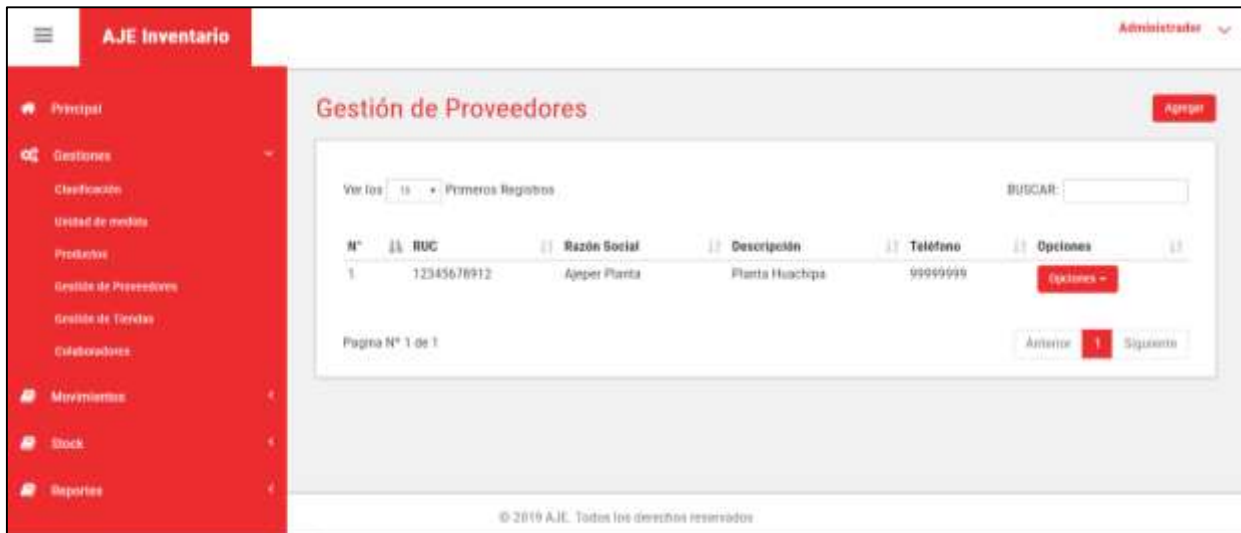 AJE Inventario
Administrador
Principal
Gestiones
Clasificación
Unidad de medida
Productos
Gestión de Proveedores
Gestión de Tiendas
Colaboradores
Movimientos
Stock
Reportes
Gestión de Proveedores
Agregar
Ver los 10 Primeros Registros
BUSCAR:
N° RUC Razón Social Descripción Teléfono Opciones
1 12345678912 Ajeper Planta Planta Huachipa 99999999 Opciones
Pagina N° 1 de 1
Anterior 1 Siguiente
© 2019 AJE. Todos los derechos reservados